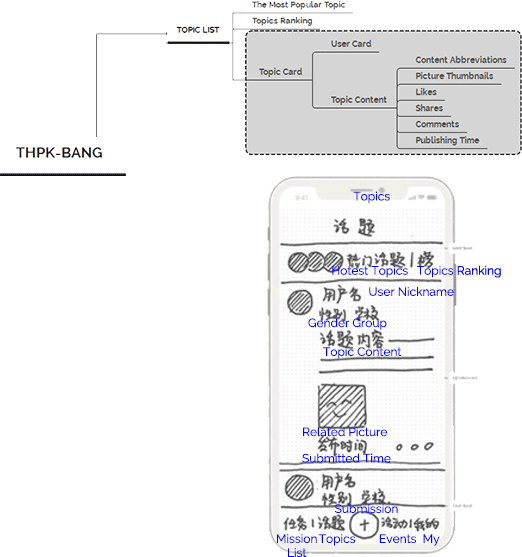 The Most Popular Topic
TOPIC LIST
Topics Ranking
User Card
Topic Card
Content Abbreviations
Picture Thumbnails
Likes
Topic Content
Shares
Comments
Publishing Time
THPK-BANG
9:41
Topics
话题
热门话题 | 榜
Hotest Topics Topics Ranking
用户名 User Nickname
性别 学校
Gender Group
话题内容
Topic Content
Related Picture
发布时间
Submitted Time
用户名
性别 学校
Submission
任务 | 话题 + 活动 | 我的
Mission List Topics Events My